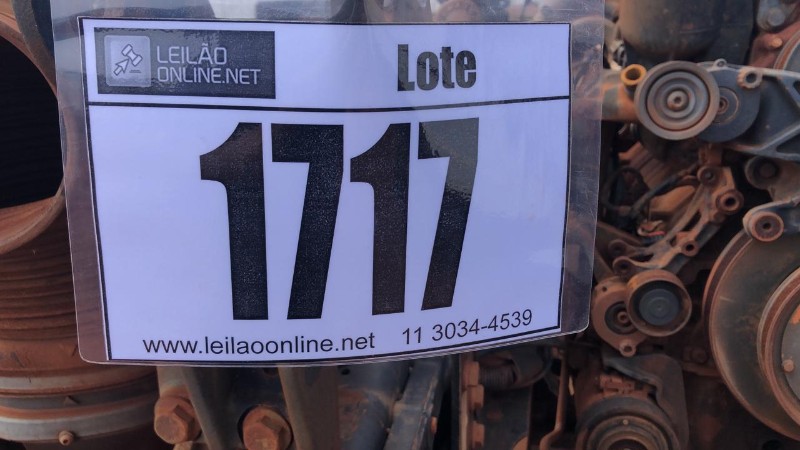 LEILÃO
ONLINE.NET
Lote
1717
www.leilaoonline.net 11 3034-4539